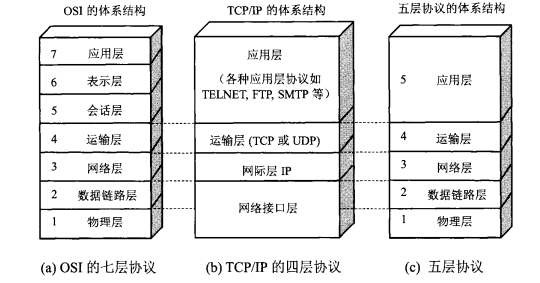 OSI 的体系结构
TCP/IP 的体系结构
五层协议的体系结构
7 应用层
6 表示层
5 会话层
4 运输层
3 网络层
2 数据链路层
1 物理层
应用层
(各种应用层协议如
TELNET, FTP, SMTP 等)
运输层 (TCP 或 UDP)
网际层 IP
网络接口层
5 应用层
4 运输层
3 网络层
2 数据链路层
1 物理层
(a) OSI 的七层协议
(b) TCP/IP 的四层协议
(c) 五层协议